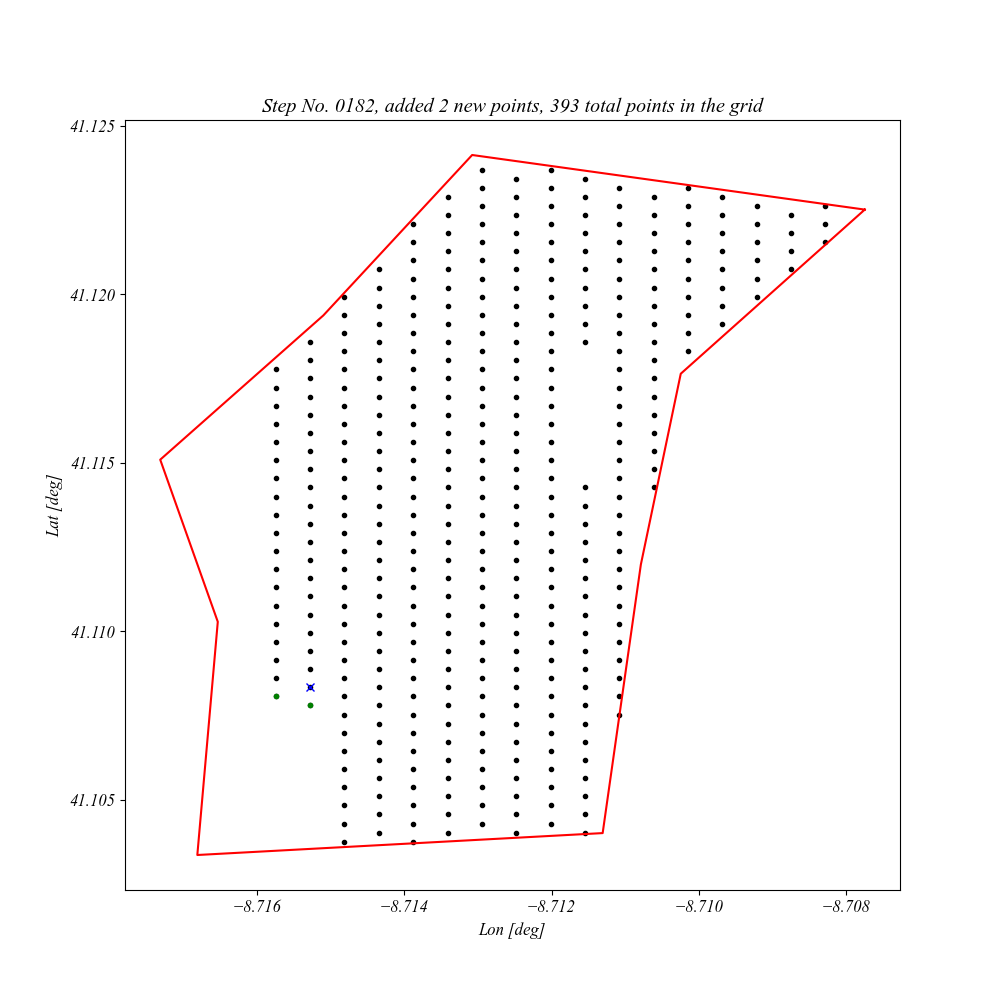 Step No. 0182, added 2 new points, 393 total points in the grid
41.125
41.120
41.115
41.110
41.105
Lat [deg]
−8.716 −8.714 −8.712 −8.710 −8.708
Lon [deg]